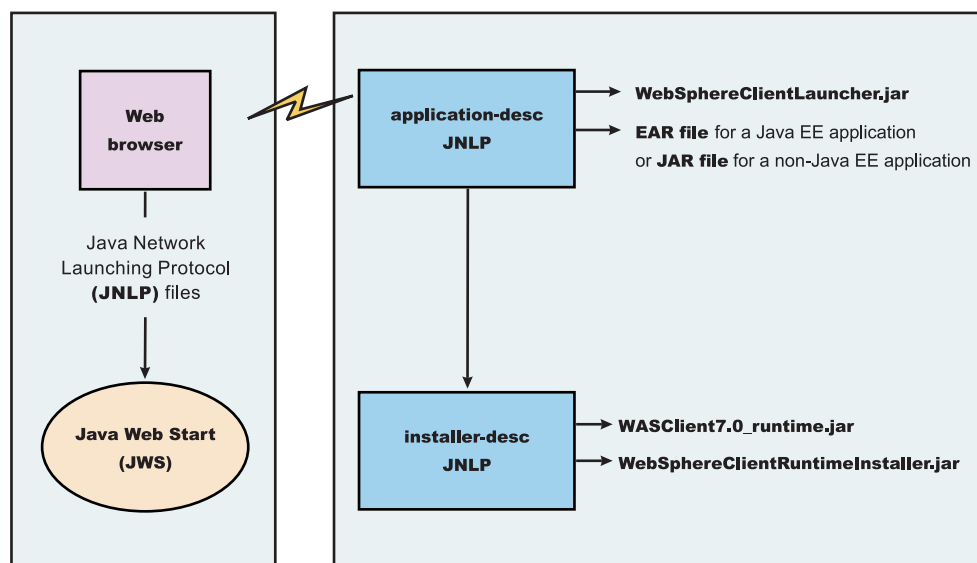 Web
browser
Java Network
Launching Protocol
(JNLP) files
Java Web Start
(JWS)
application-desc
JNLP
WebSphereClientLauncher.jar
EAR file for a Java EE application
or JAR file for a non-Java EE application
installer-desc
JNLP
WASClient7.0_runtime.jar
WebSphereClientRuntimeInstaller.jar